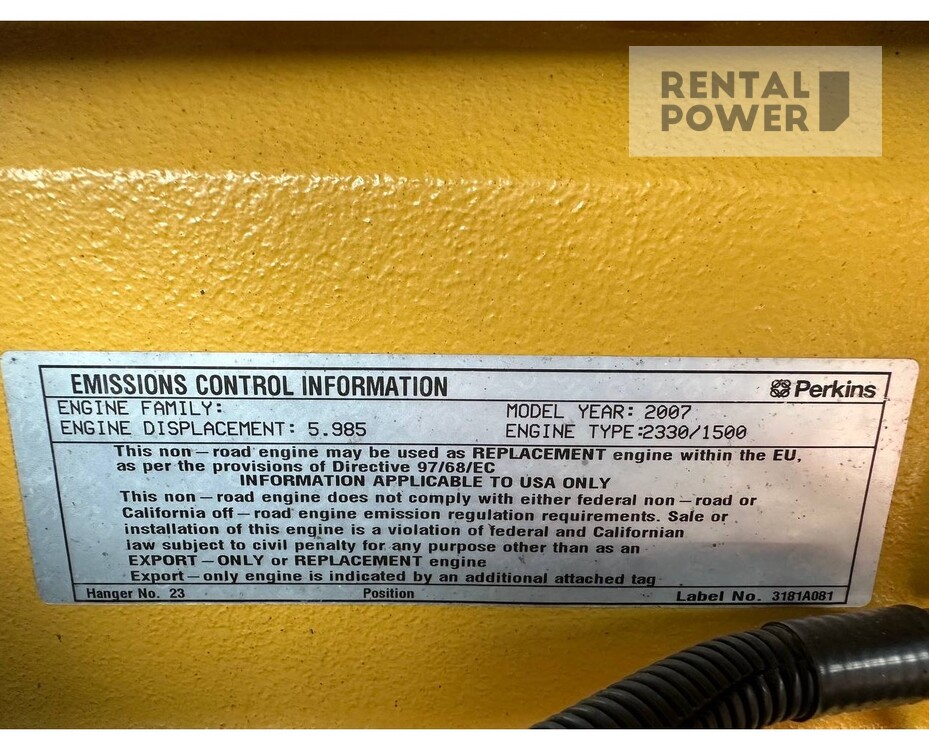 RENTAL
POWER
EMISSIONS CONTROL INFORMATION
Perkins
ENGINE FAMILY:
MODEL YEAR: 2007
ENGINE DISPLACEMENT: 5.985
ENGINE TYPE:2330/1500
This non-road engine may be used as REPLACEMENT engine within the EU,
as per the provisions of Directive 97/68/EC
INFORMATION APPLICABLE TO USA ONLY
This non-road engine does not comply with either federal non-road or
California off-road engine emission regulation requirements. Sale or
installation of this engine is a violation of federal and Californian
law subject to civil penalty for any purpose other than as an
EXPORT-ONLY or REPLACEMENT engine
Export-only engine is indicated by an additional attached tag
Hanger No. 23
Position
Label No. 3181A081